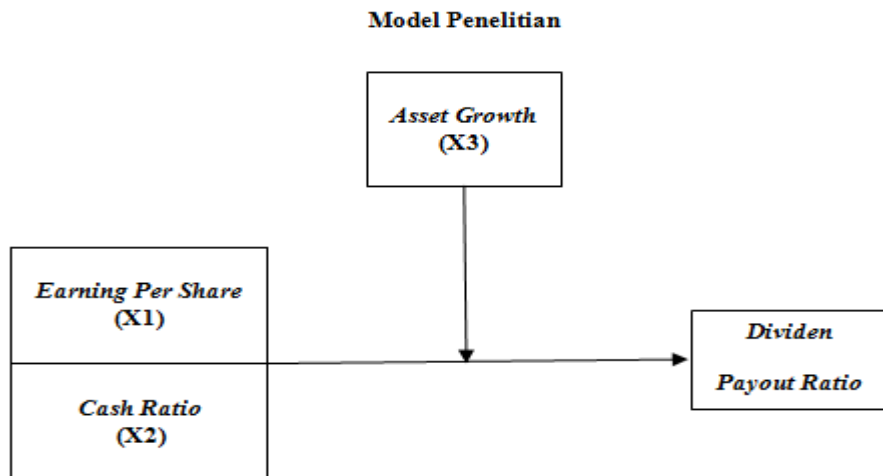 Model Penelitian
Asset Growth
(X3)
Earning Per Share
(X1)
Cash Ratio
(X2)
Dividen
Payout Ratio